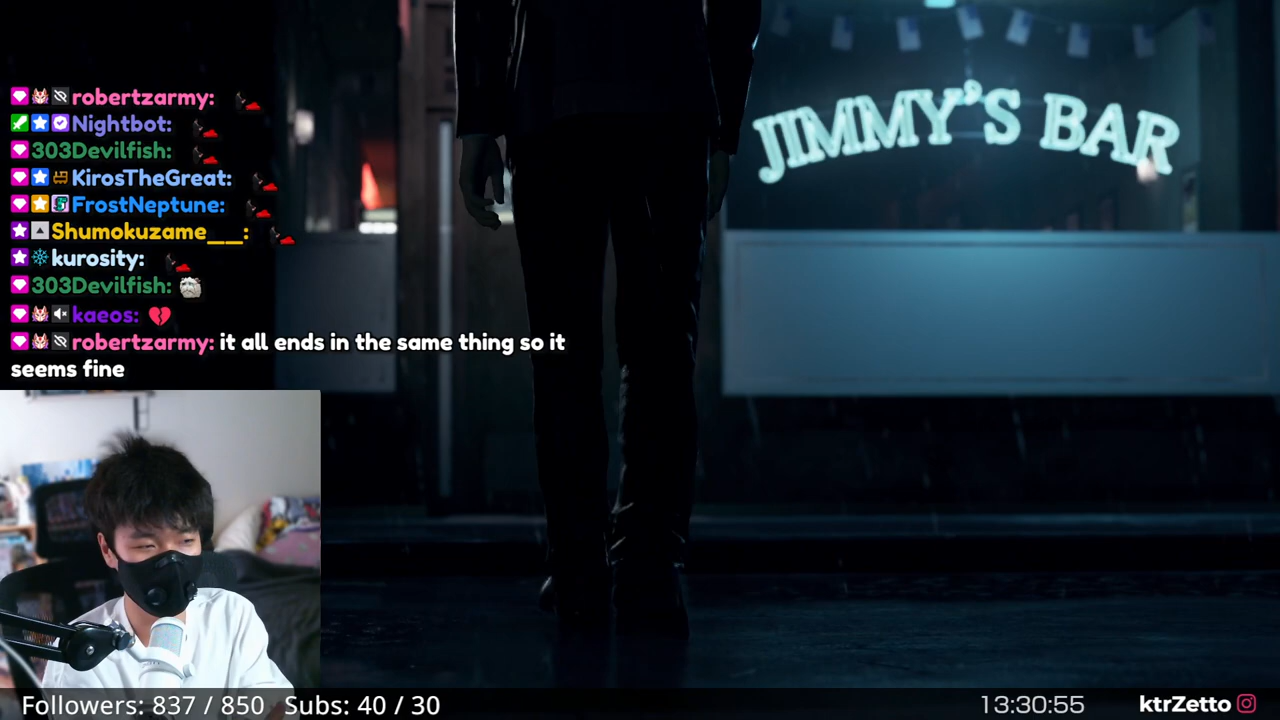 JIMMY'S BAR
robertzarmy:
Nightbot:
303Devilfish:
KirosTheGreat:
FrostNeptune:
Shumokuzame__:
kurosity:
303Devilfish:
kaeos:
robertzarmy: it all ends in the same thing so it
seems fine
Followers: 837 / 850 Subs: 40 / 30
13:30:55
ktrZetto